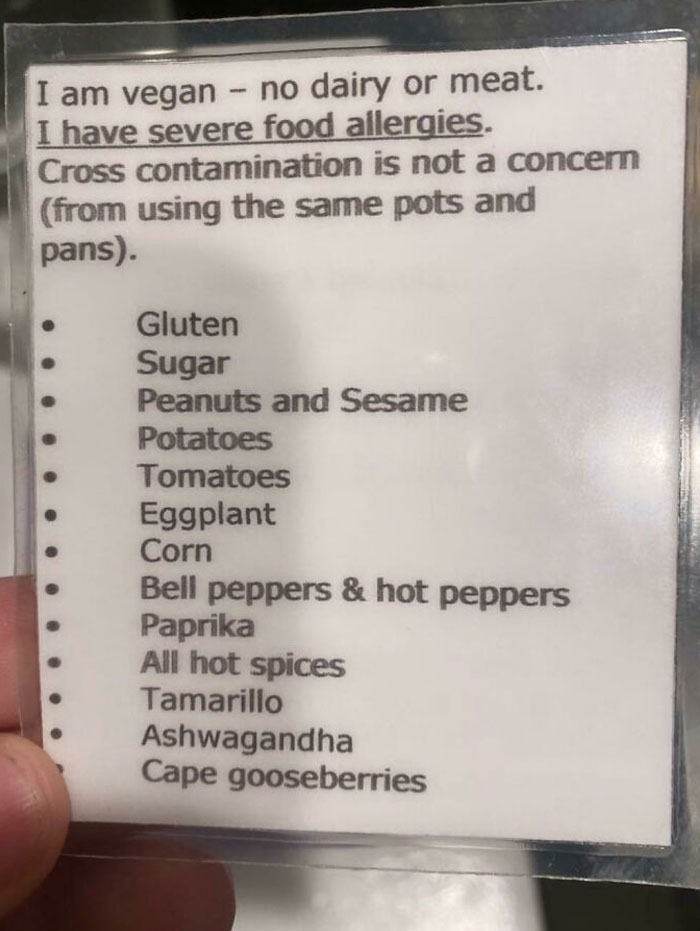 I am vegan – no dairy or meat.
I have severe food allergies.
Cross contamination is not a concern
(from using the same pots and
pans).
• Gluten
• Sugar
• Peanuts and Sesame
• Potatoes
• Tomatoes
• Eggplant
• Corn
• Bell peppers & hot peppers
• Paprika
• All hot spices
• Tamarillo
• Ashwagandha
• Cape gooseberries